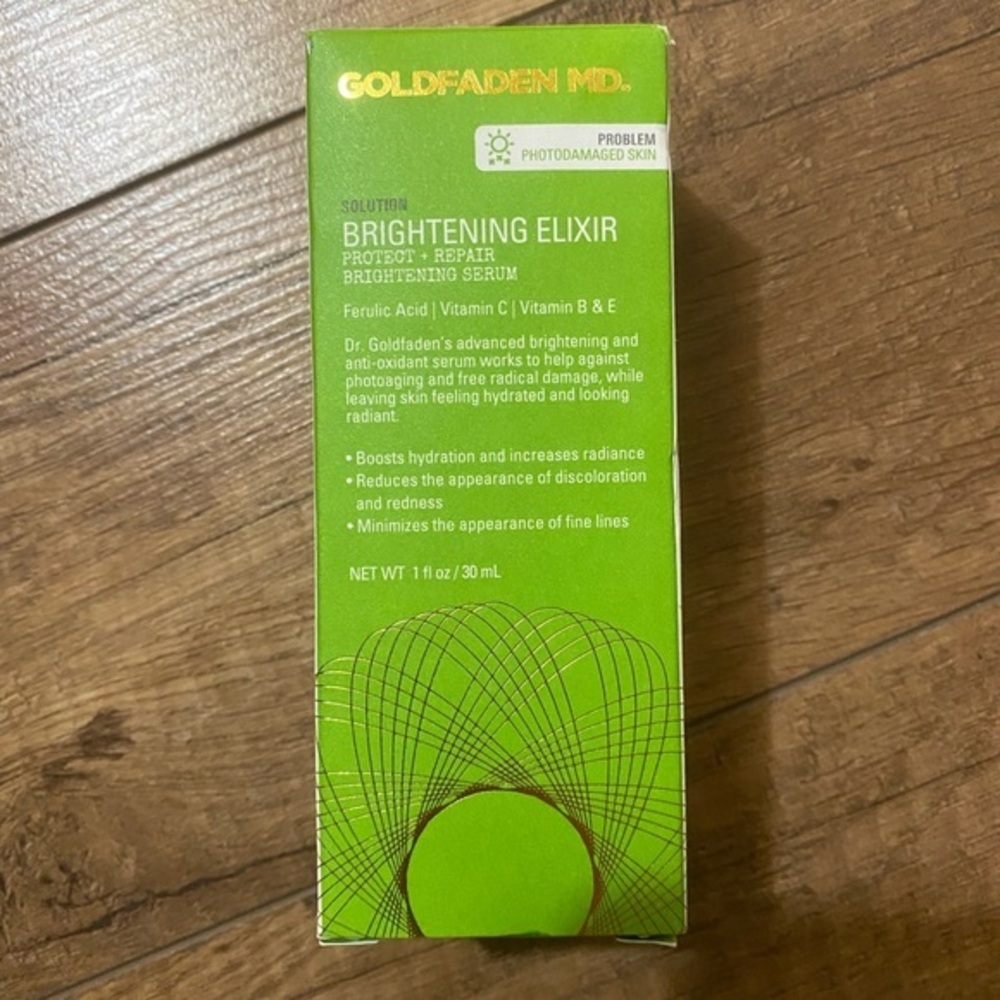 GOLDFADEN MD.
PROBLEM
PHOTODAMAGED SKIN
SOLUTION
BRIGHTENING ELIXIR
PROTECT + REPAIR
BRIGHTENING SERUM
Ferulic Acid | Vitamin C | Vitamin B & E
Dr. Goldfaden's advanced brightening and
anti-oxidant serum works to help against
photoaging and free radical damage, while
leaving skin feeling hydrated and looking
radiant.
• Boosts hydration and increases radiance
• Reduces the appearance of discoloration
and redness
• Minimizes the appearance of fine lines
NET WT 1 fl oz / 30 mL